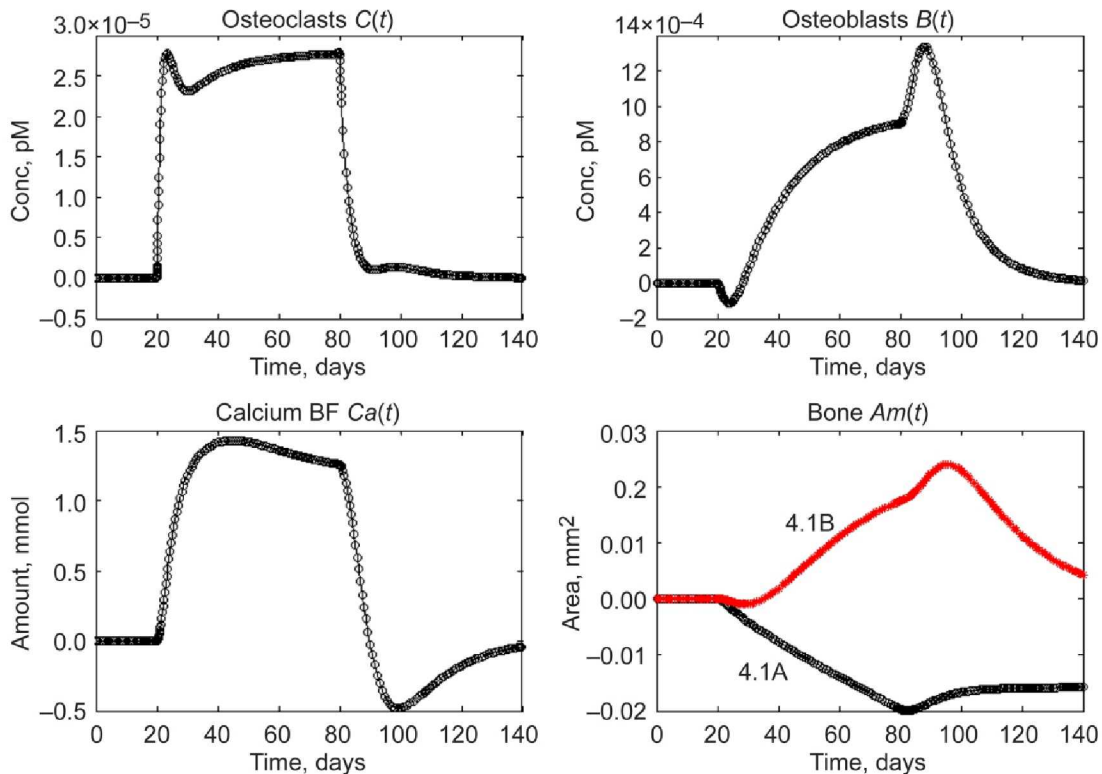 Osteoclasts C(t)
3.0×10⁻⁵
2.5
2.0
1.5
1.0
0.5
0.0
–0.5
Conc, pM
0 20 40 60 80 100 120 140
Time, days
Osteoblasts B(t)
14×10⁻⁴
12
10
8
6
4
2
0
–2
Conc, pM
0 20 40 60 80 100 120 140
Time, days
Calcium BF Ca(t)
1.5
1.0
0.5
0.0
–0.5
Amount, mmol
0 20 40 60 80 100 120 140
Time, days
Bone Am(t)
0.03
0.2
0.01
0.00
–0.01
–0.02
Area, mm²
4.1B
4.1A
0 20 40 60 80 100 120 140
Time, days